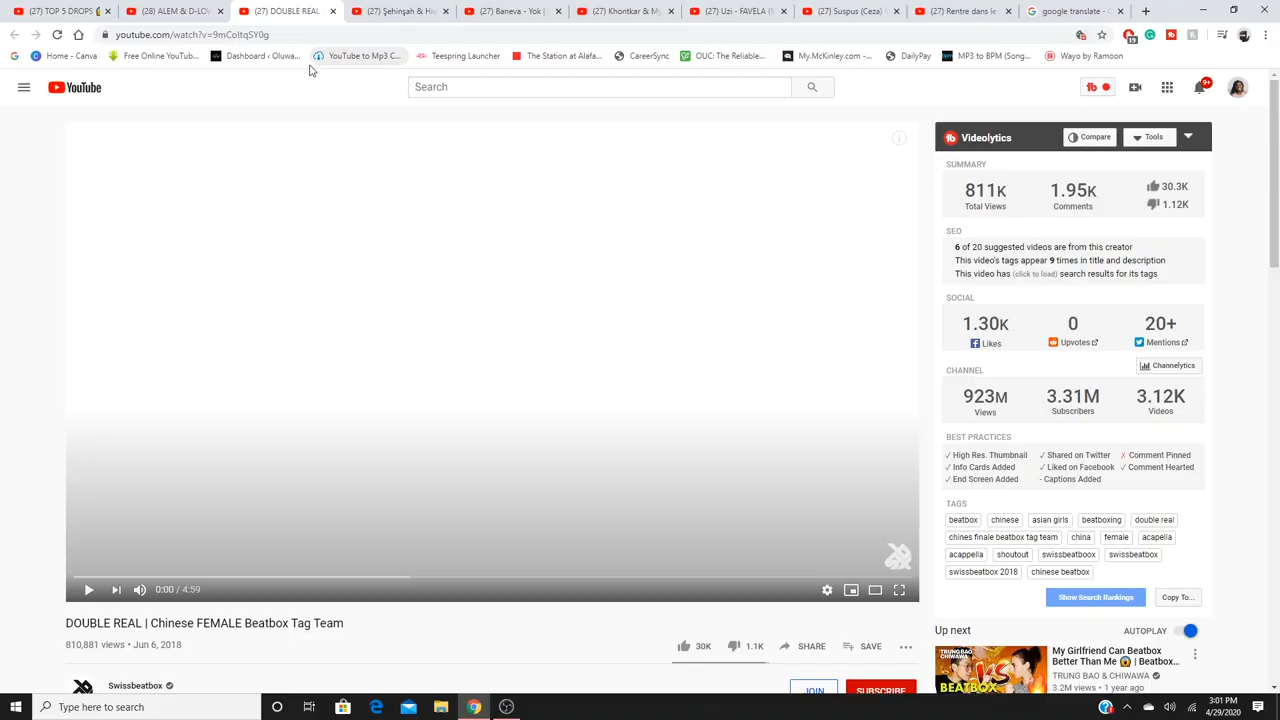 (27) TOP 5 DROPS
(28) ALEM & D-LOW
(27) DOUBLE REAL
(27) Şehinşah & Hid
(27) Baneva - Yok |
(27) Khontkar & My
(27) Uzi - FAVELA (
(27) Suspus (Ceza)
(27) Rentre dans le
google translate -
Home - Canva
Free Online YouTub...
Dashboard ‹ Oluwa...
YouTube to Mp3 C...
Teespring Launcher
The Station at Alafa...
CareerSync
OUC: The Reliable...
My.McKinley.com -...
DailyPay
MP3 to BPM (Song...
Wayo by Ramoon
YouTube
Search
9+
Videolytics
Compare
Tools
SUMMARY
811K
1.95K
30.3K
Total Views
Comments
1.12K
SEO
6 of 20 suggested videos are from this creator
This video's tags appear 9 times in title and description
This video has (click to load) search results for its tags
SOCIAL
1.30K
0
20+
Likes
Upvotes
Mentions
CHANNEL
Channelytics
923M
3.31M
3.12K
Views
Subscribers
Videos
BEST PRACTICES
✓ High Res. Thumbnail
✓ Shared on Twitter
✗ Comment Pinned
✓ Info Cards Added
✓ Liked on Facebook
✓ Comment Hearted
✓ End Screen Added
- Captions Added
TAGS
beatbox
chinese
asian girls
beatboxing
double real
chines finale beatbox tag team
china
female
acapella
acappella
shoutout
swissbeatboox
swissbeatbox
swissbeatbox 2018
chinese beatbox
Show Search Rankings
Copy To...
0:00 / 4:59
DOUBLE REAL | Chinese FEMALE Beatbox Tag Team
810,881 views • Jun 6, 2018
30K
1.1K
SHARE
SAVE
Swissbeatbox
JOIN
SUBSCRIBE
Up next
AUTOPLAY
TRUNG BAO &
CHIWAWA
VS
BEATBOX
My Girlfriend Can Beatbox
Better Than Me 😱 | Beatbox...
TRUNG BAO & CHIWAWA
3.2M views • 1 year ago
Type here to search
3:01 PM
4/29/2020